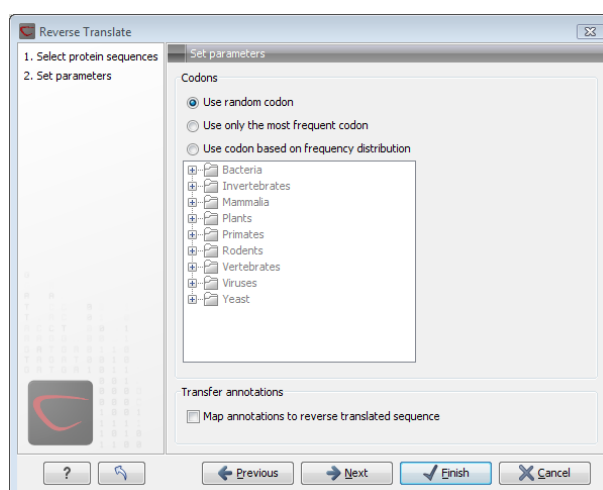 Reverse Translate
1. Select protein sequences
2. Set parameters
Set parameters
Codons
Use random codon
Use only the most frequent codon
Use codon based on frequency distribution
Bacteria
Invertebrates
Mammalia
Plants
Primates
Rodents
Vertebrates
Viruses
Yeast
Transfer annotations
Map annotations to reverse translated sequence
? Previous Next Finish Cancel